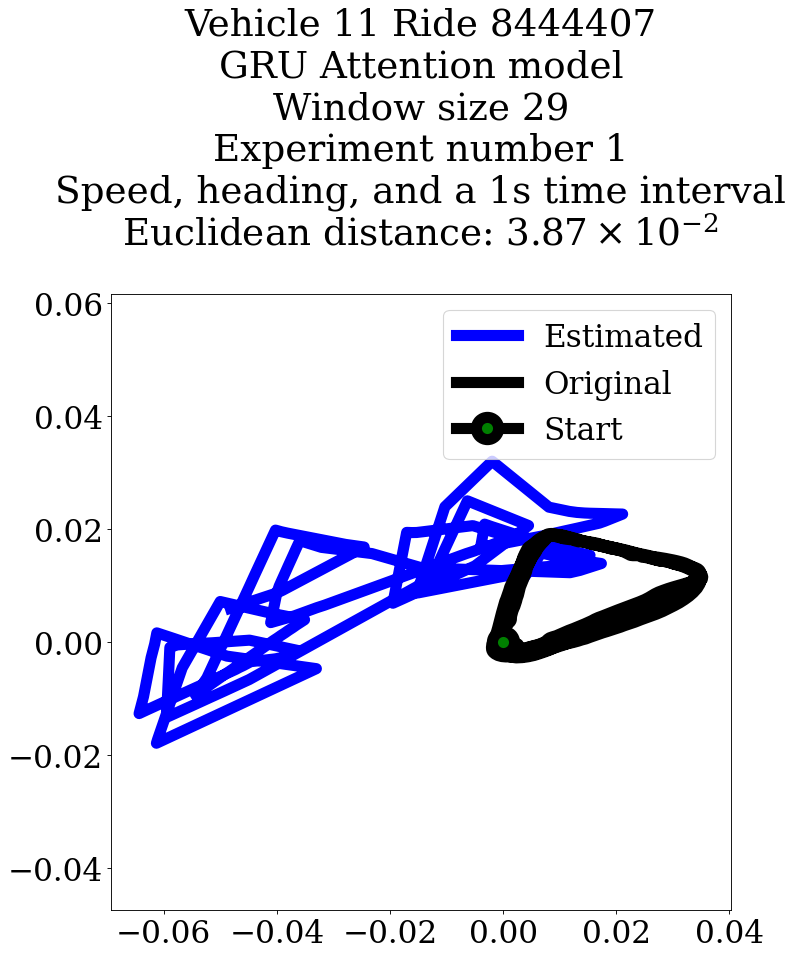 Vehicle 11 Ride 8444407
GRU Attention model
Window size 29
Experiment number 1
Speed, heading, and a 1s time interval
Euclidean distance: 3.87 × 10⁻²
Estimated
Original
Start
0.06
0.04
0.02
0.00
−0.02
−0.04
−0.06 −0.04 −0.02 0.00 0.02 0.04